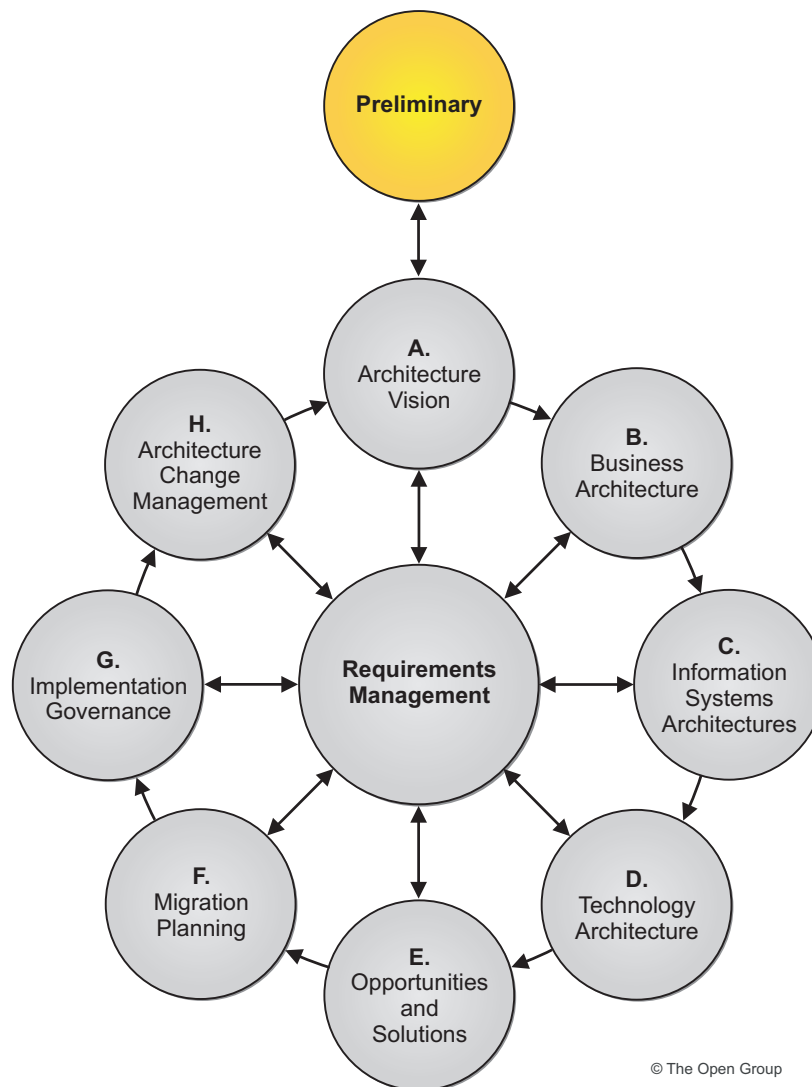 Preliminary
A.
Architecture
Vision
B.
Business
Architecture
C.
Information
Systems
Architectures
D.
Technology
Architecture
E.
Opportunities
and
Solutions
F.
Migration
Planning
G.
Implementation
Governance
H.
Architecture
Change
Management
Requirements
Management
© The Open Group